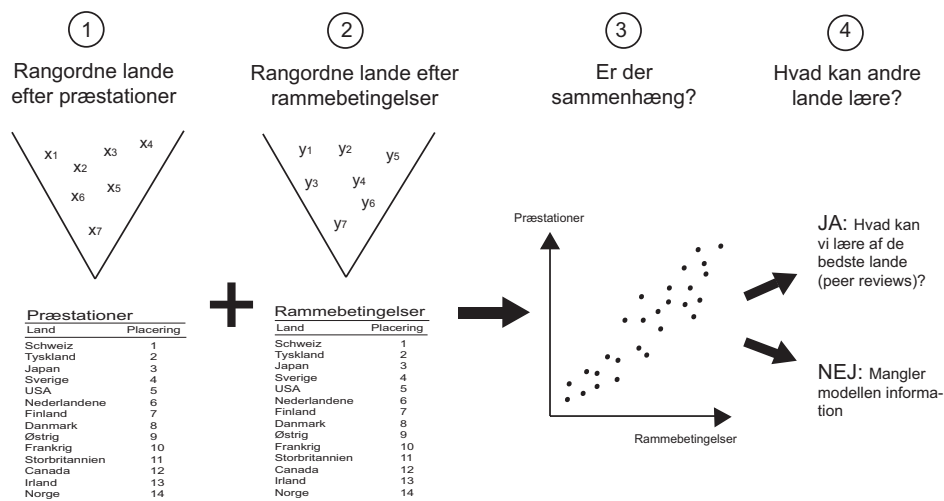 1
Rangordne lande
efter præstationer
x1
x2
x3
x4
x6
x5
x7
Præstationer
Land Placering
Schweiz 1
Tyskland 2
Japan 3
Sverige 4
USA 5
Nederlandene 6
Finland 7
Danmark 8
Østrig 9
Frankrig 10
Storbritannien 11
Canada 12
Irland 13
Norge 14
2
Rangordne lande efter
rammebetingelser
y1
y2
y5
y3
y4
y6
y7
Rammebetingelser
Land Placering
Schweiz 1
Tyskland 2
Japan 3
Sverige 4
USA 5
Nederlandene 6
Finland 7
Danmark 8
Østrig 9
Frankrig 10
Storbritannien 11
Canada 12
Irland 13
Norge 14
3
Er der
sammenhæng?
Præstationer
Rammebetingelser
4
Hvad kan andre
lande lære?
JA: Hvad kan
vi lære af de
bedste lande
(peer reviews)?
NEJ: Mangler
modellen informa-
tion